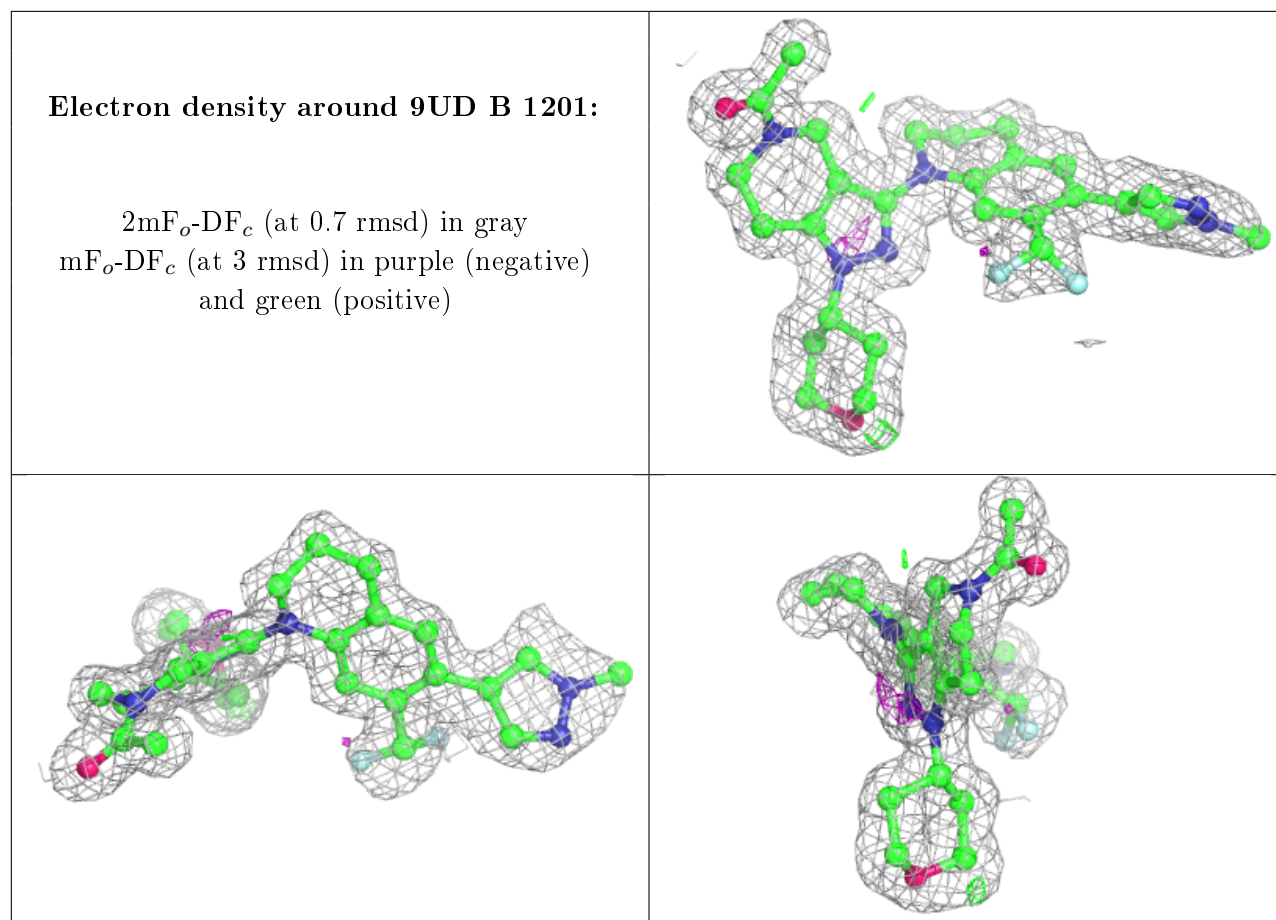 Electron density around 9UD B 1201:
2mFₒ-DF𝒸 (at 0.7 rmsd) in gray
mFₒ-DF𝒸 (at 3 rmsd) in purple (negative)
and green (positive)